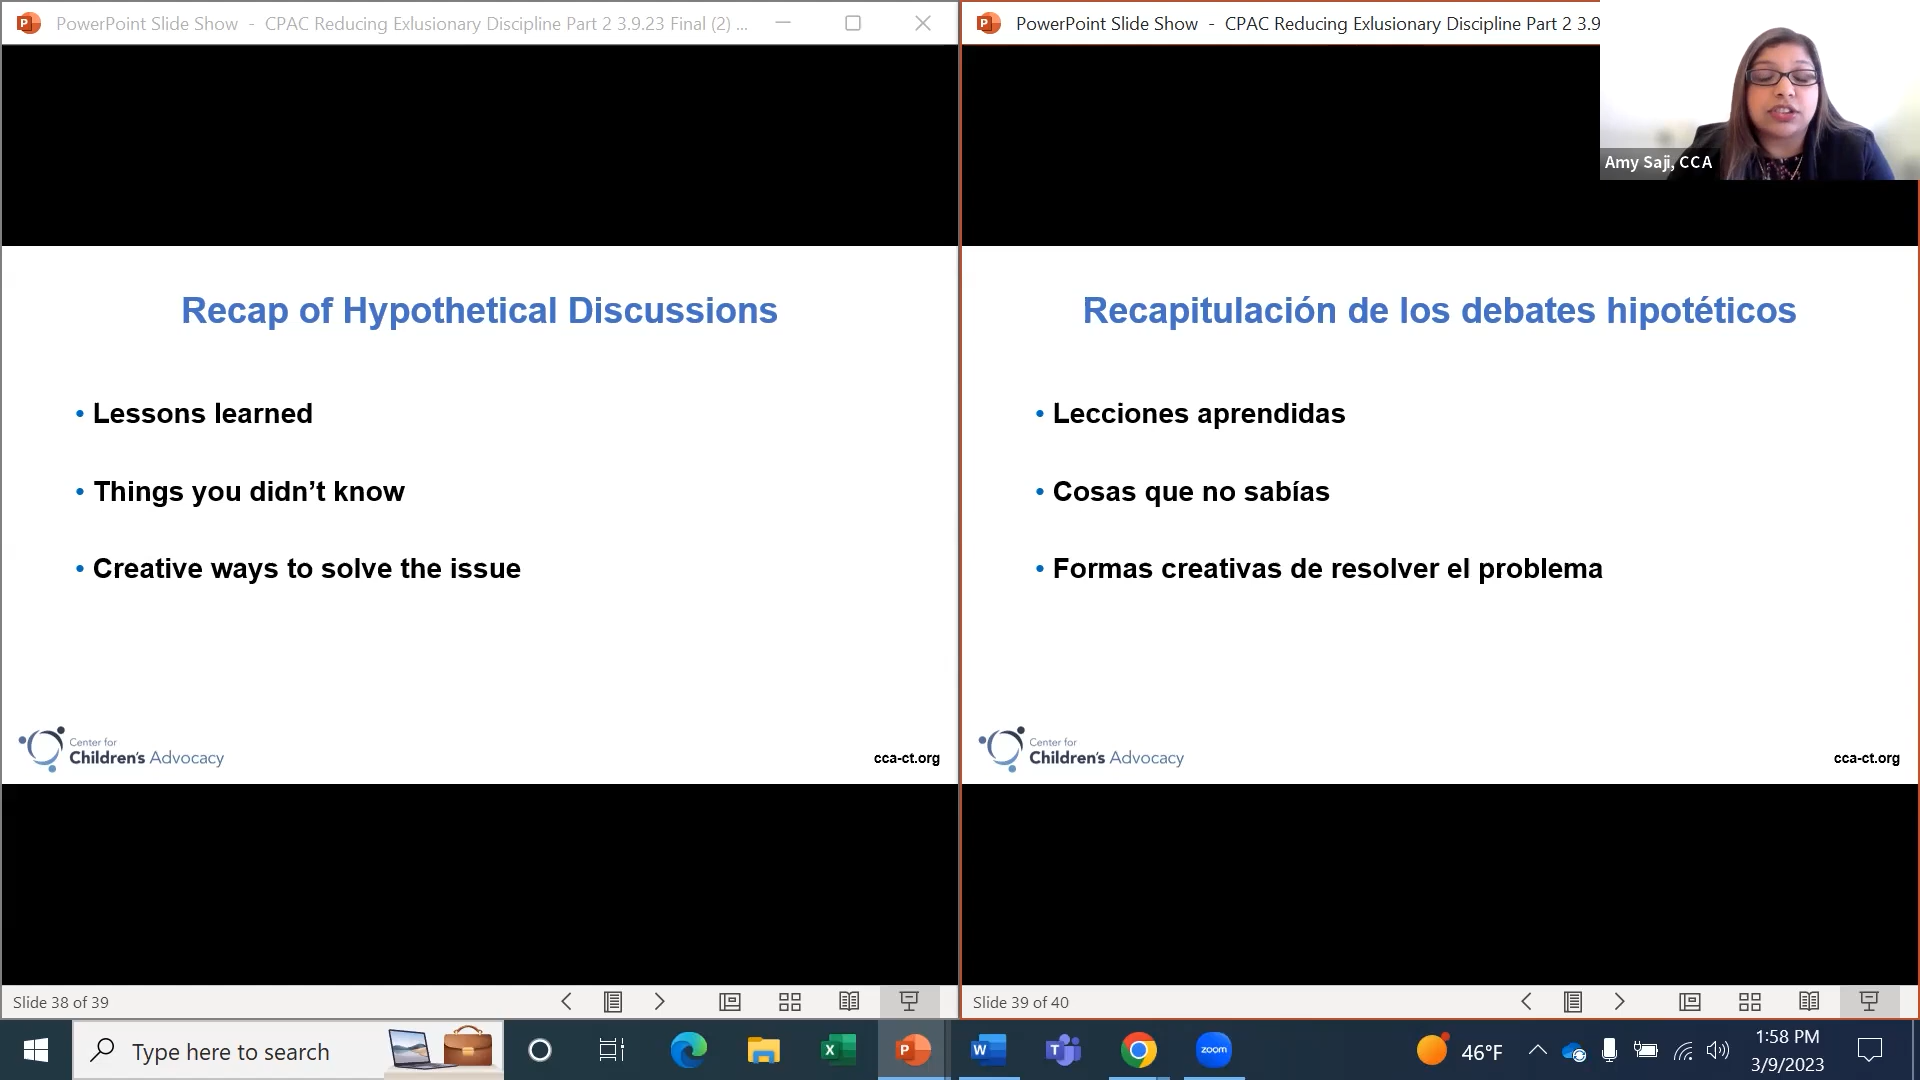 PowerPoint Slide Show - CPAC Reducing Exlusionary Discipline Part 2 3.9.23 Final (2) ...
PowerPoint Slide Show - CPAC Reducing Exlusionary Discipline Part 2 3.9
Amy Saji, CCA
Recap of Hypothetical Discussions
• Lessons learned
• Things you didn’t know
• Creative ways to solve the issue
Center for
Children's Advocacy
cca-ct.org
Recapitulación de los debates hipotéticos
• Lecciones aprendidas
• Cosas que no sabías
• Formas creativas de resolver el problema
Center for
Children's Advocacy
cca-ct.org
Slide 38 of 39
Slide 39 of 40
Type here to search
zoom
46°F
1:58 PM
3/9/2023